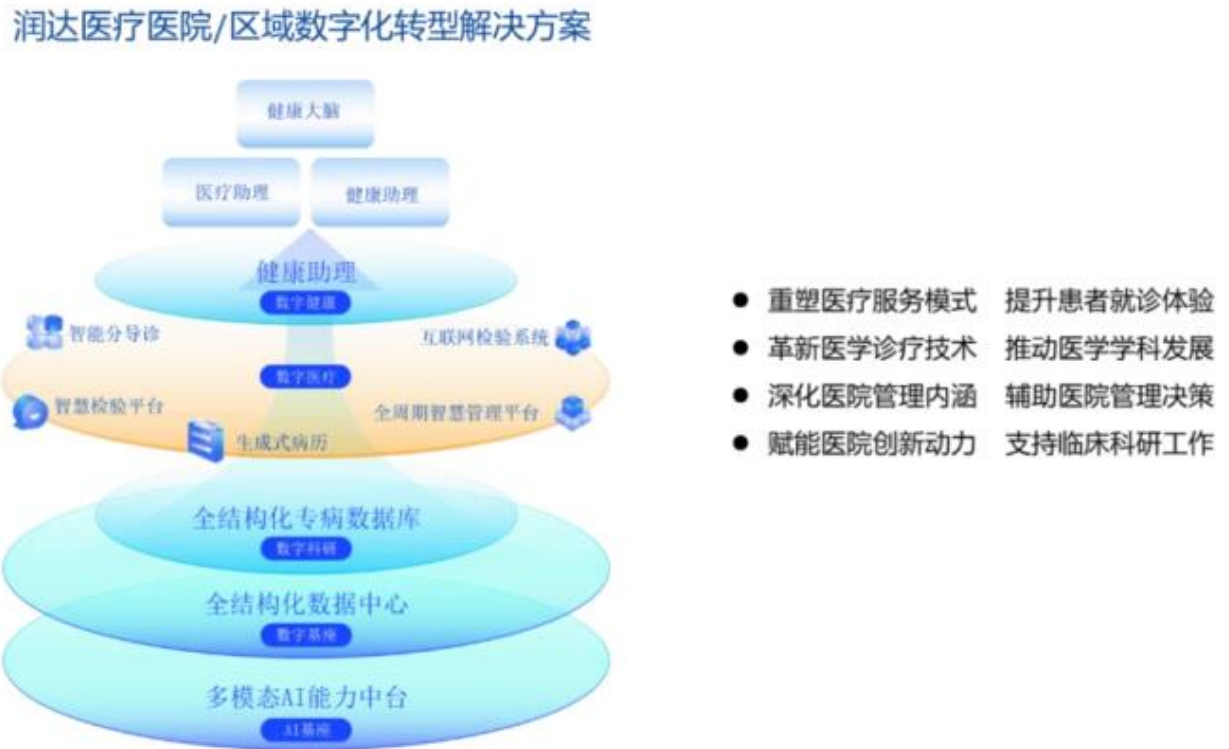 润达医疗医院/区域数字化转型解决方案
健康大脑
医疗助理
健康助理
健康助理
数字健康
智能分导诊
互联网检验系统
数字医疗
智慧检验平台
全周期智慧管理平台
生成式病历
全结构化专病数据库
数字科研
全结构化数据中心
数字基座
多模态AI能力中台
AI基座
● 重塑医疗服务模式 提升患者就诊体验
● 革新医学诊疗技术 推动医学学科发展
● 深化医院管理内涵 辅助医院管理决策
● 赋能医院创新动力 支持临床科研工作